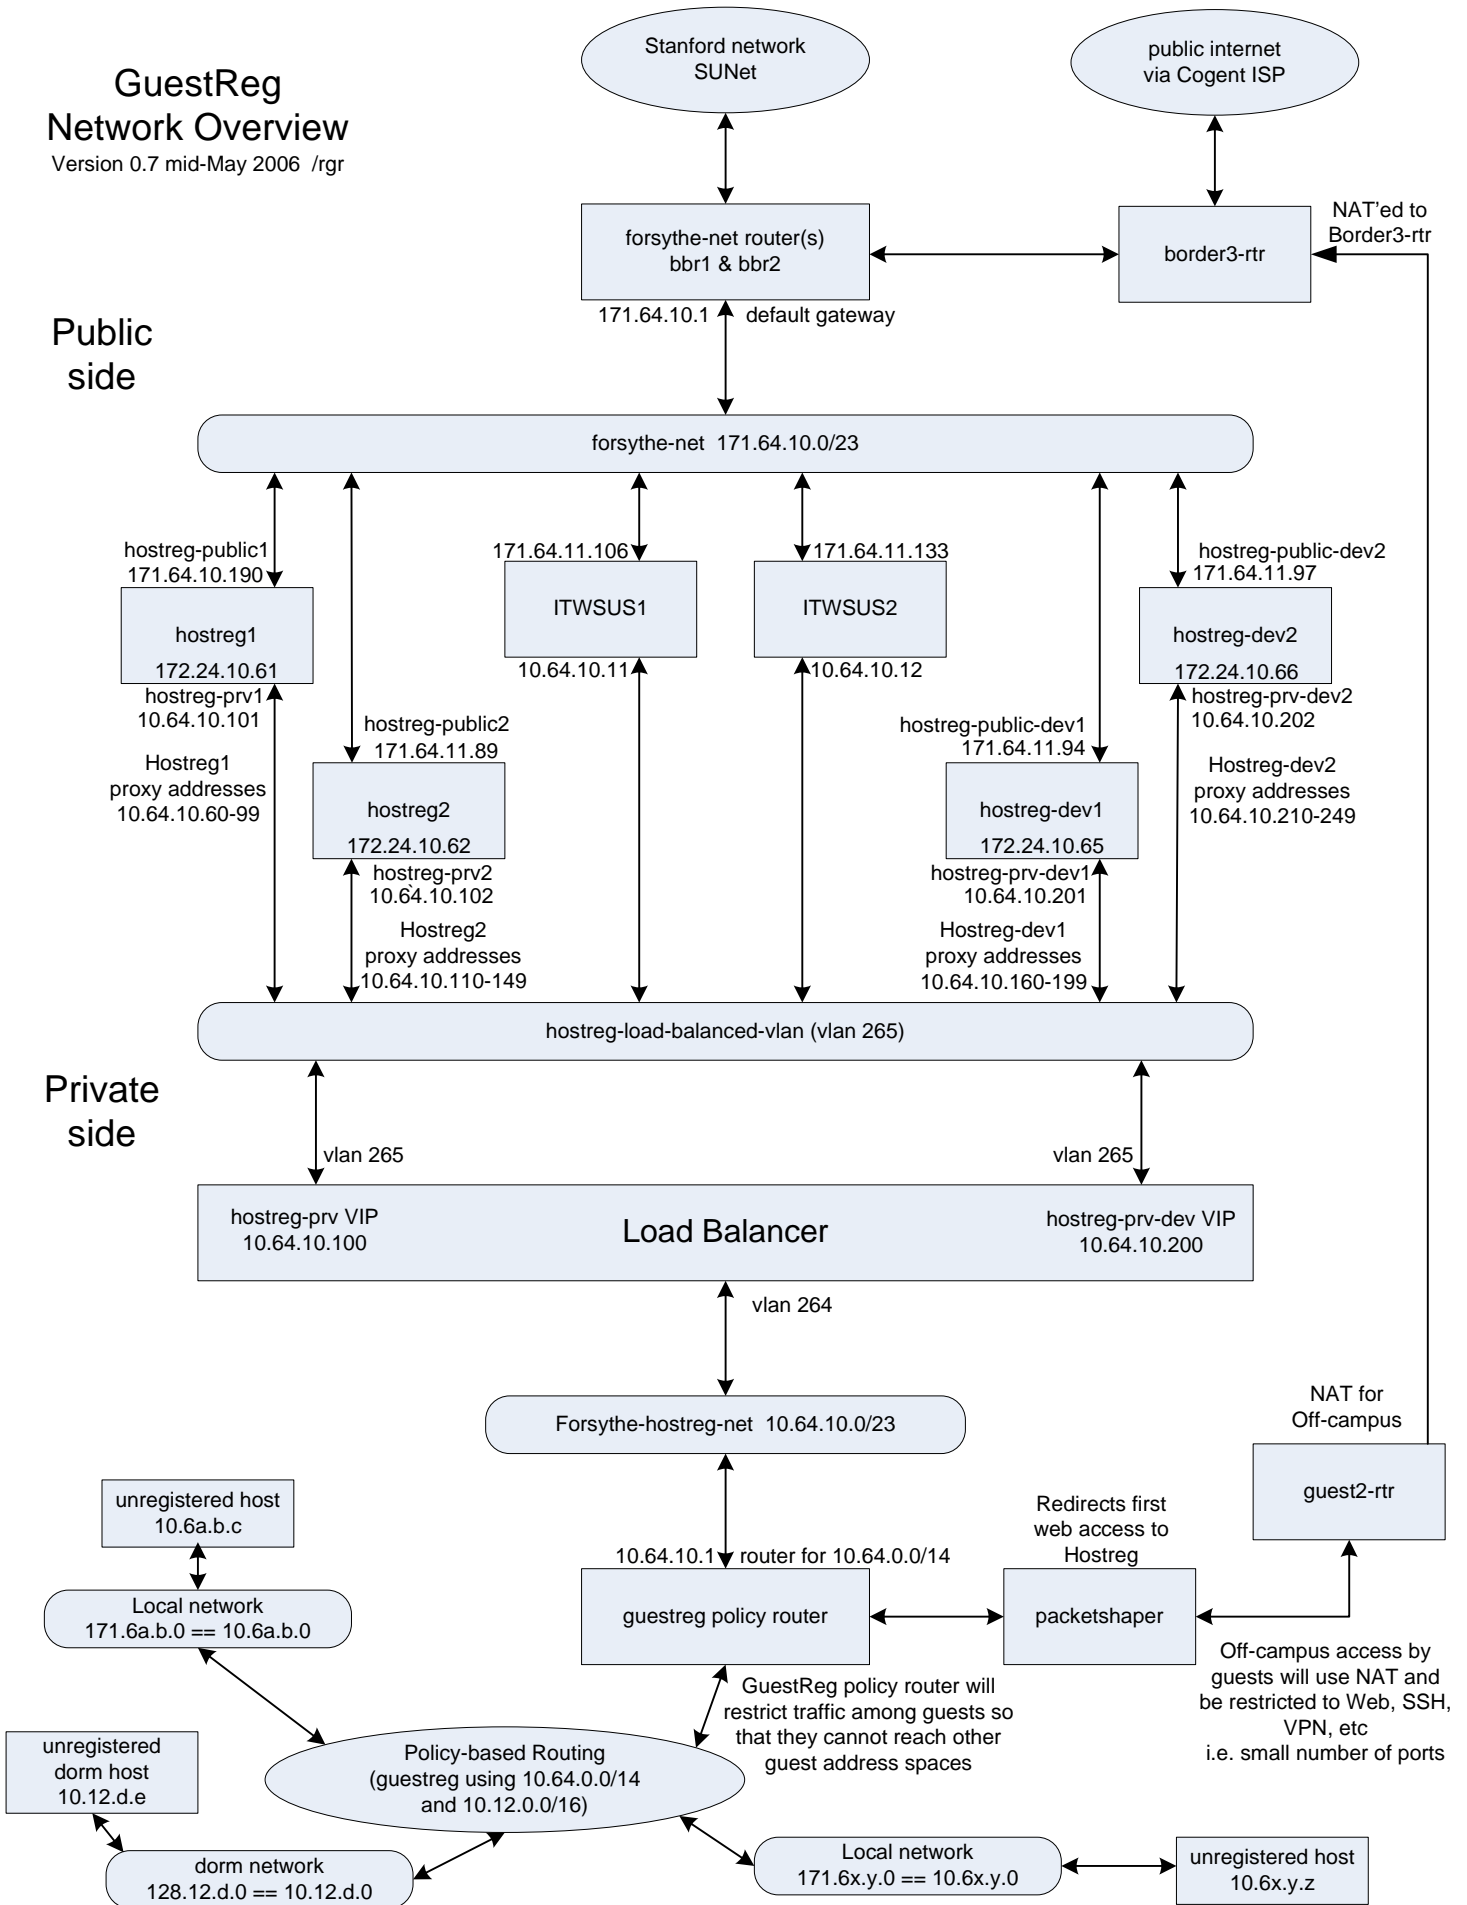 GuestReg
Network Overview
Version 0.7 mid-May 2006 /rgr
Stanford network
SUNet
public internet
via Cogent ISP
forsythe-net router(s)
bbr1 & bbr2
border3-rtr
NAT'ed to
Border3-rtr
171.64.10.1
default gateway
Public
side
forsythe-net 171.64.10.0/23
hostreg-public1
171.64.10.190
hostreg1
172.24.10.61
hostreg-prv1
10.64.10.101
Hostreg1
proxy addresses
10.64.10.60-99
hostreg-public2
171.64.11.89
hostreg2
172.24.10.62
hostreg-prv2
10.64.10.102
Hostreg2
proxy addresses
10.64.10.110-149
171.64.11.106
ITWSUS1
10.64.10.11
171.64.11.133
ITWSUS2
10.64.10.12
hostreg-public-dev1
171.64.11.94
hostreg-dev1
172.24.10.65
hostreg-prv-dev1
10.64.10.201
Hostreg-dev1
proxy addresses
10.64.10.160-199
hostreg-public-dev2
171.64.11.97
hostreg-dev2
172.24.10.66
hostreg-prv-dev2
10.64.10.202
Hostreg-dev2
proxy addresses
10.64.10.210-249
hostreg-load-balanced-vlan (vlan 265)
Private
side
vlan 265
vlan 265
hostreg-prv VIP
10.64.10.100
Load Balancer
hostreg-prv-dev VIP
10.64.10.200
vlan 264
Forsythe-hostreg-net 10.64.10.0/23
NAT for
Off-campus
guest2-rtr
unregistered host
10.6a.b.c
Redirects first
web access to
Hostreg
10.64.10.1
router for 10.64.0.0/14
guestreg policy router
packetshaper
Local network
171.6a.b.0 == 10.6a.b.0
Off-campus access by
guests will use NAT and
be restricted to Web, SSH,
VPN, etc
i.e. small number of ports
GuestReg policy router will
restrict traffic among guests so
that they cannot reach other
guest address spaces
unregistered
dorm host
10.12.d.e
Policy-based Routing
(guestreg using 10.64.0.0/14
and 10.12.0.0/16)
dorm network
128.12.d.0 == 10.12.d.0
Local network
171.6x.y.0 == 10.6x.y.0
unregistered host
10.6x.y.z